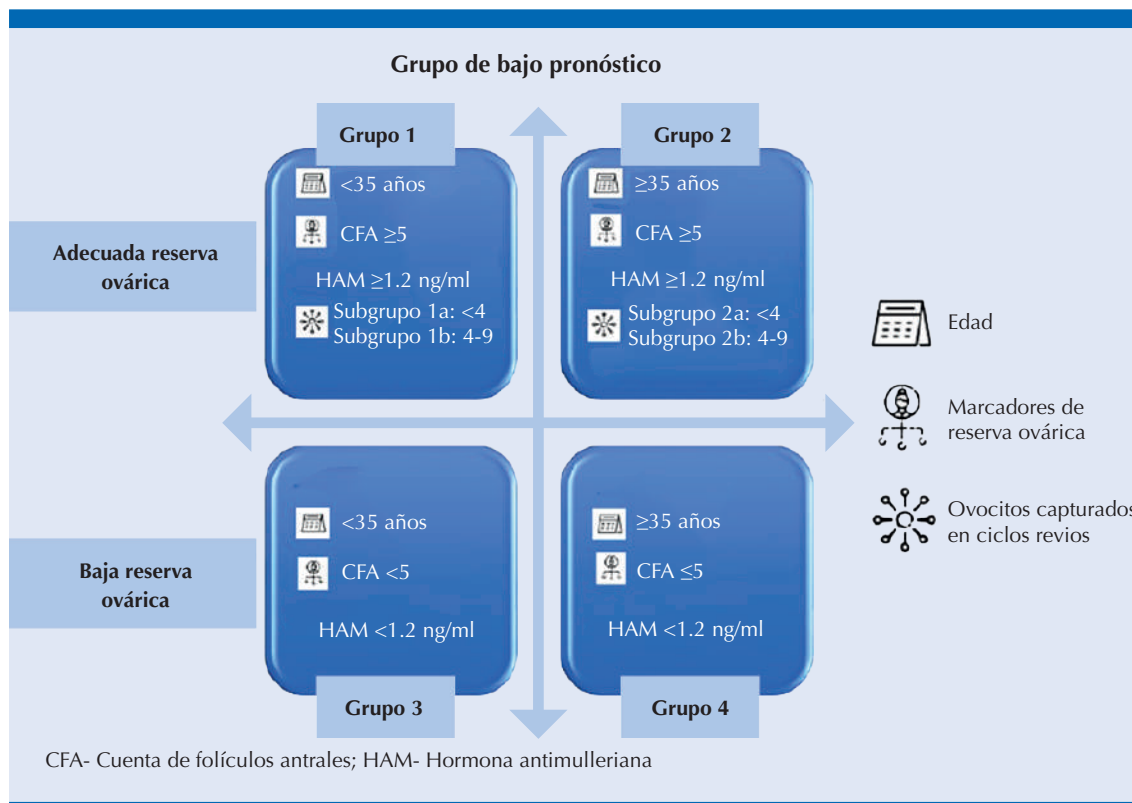 Grupo de bajo pronóstico
Grupo 1
<35 años
CFA ≥5
HAM ≥1.2 ng/ml
Subgrupo 1a: <4
Subgrupo 1b: 4-9
Grupo 2
≥35 años
CFA ≥5
HAM ≥1.2 ng/ml
Subgrupo 2a: <4
Subgrupo 2b: 4-9
Adecuada reserva
ovárica
Edad
Marcadores de
reserva ovárica
Ovocitos capturados
en ciclos revios
Baja reserva
ovárica
<35 años
CFA <5
HAM <1.2 ng/ml
Grupo 3
≥35 años
CFA ≤5
HAM <1.2 ng/ml
Grupo 4
CFA- Cuenta de folículos antrales; HAM- Hormona antimulleriana